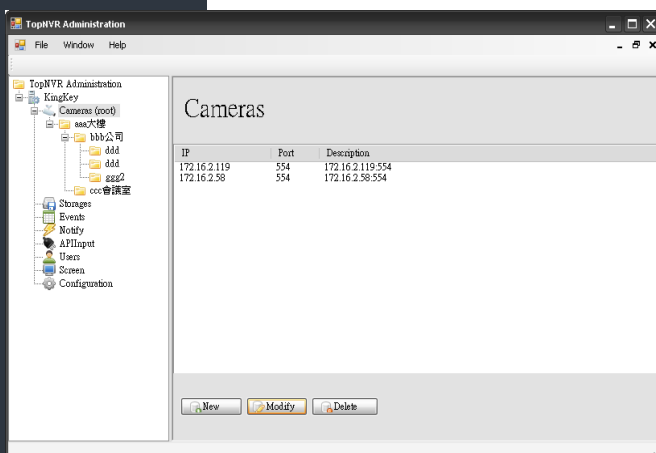 TopNVR Administration
File Window Help
TopNVR Administration
KingKey
Cameras (root)
aaa大樓
bbb公司
ddd
ddd
ggg2
ccc會議室
Storages
Events
Notify
APIInput
Users
Screen
Configuration
Cameras
IP Port Description
172.16.2.119 554 172.16.2.119:554
172.16.2.58 554 172.16.2.58:554
New Modify Delete